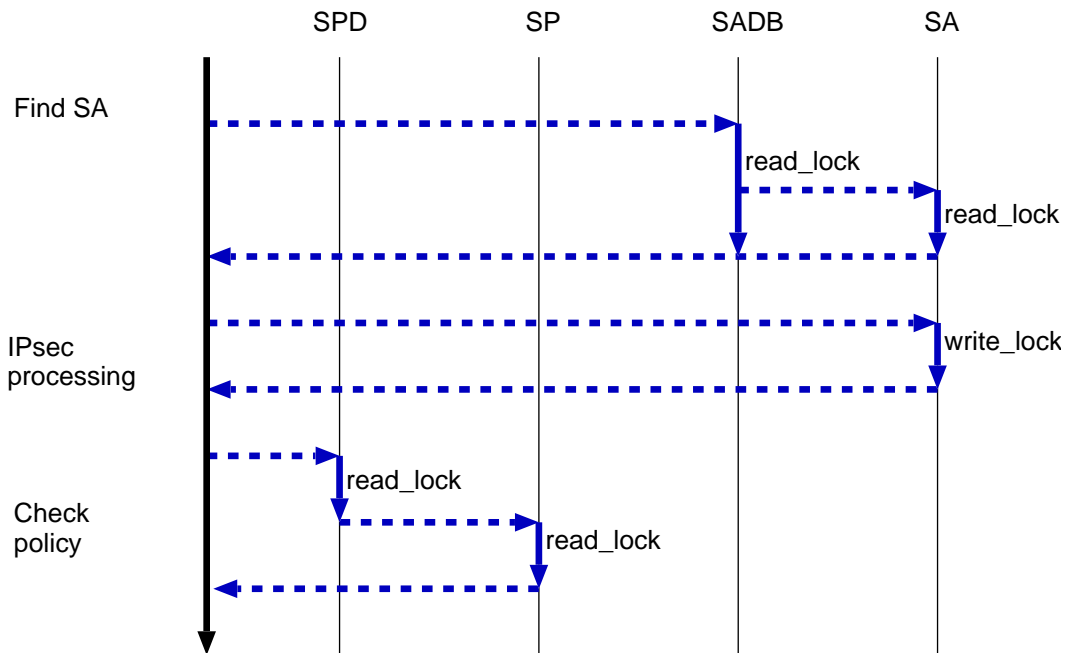 SPD SP SADB SA
Find SA
read_lock
read_lock
IPsec
processing
write_lock
read_lock
Check
policy
read_lock